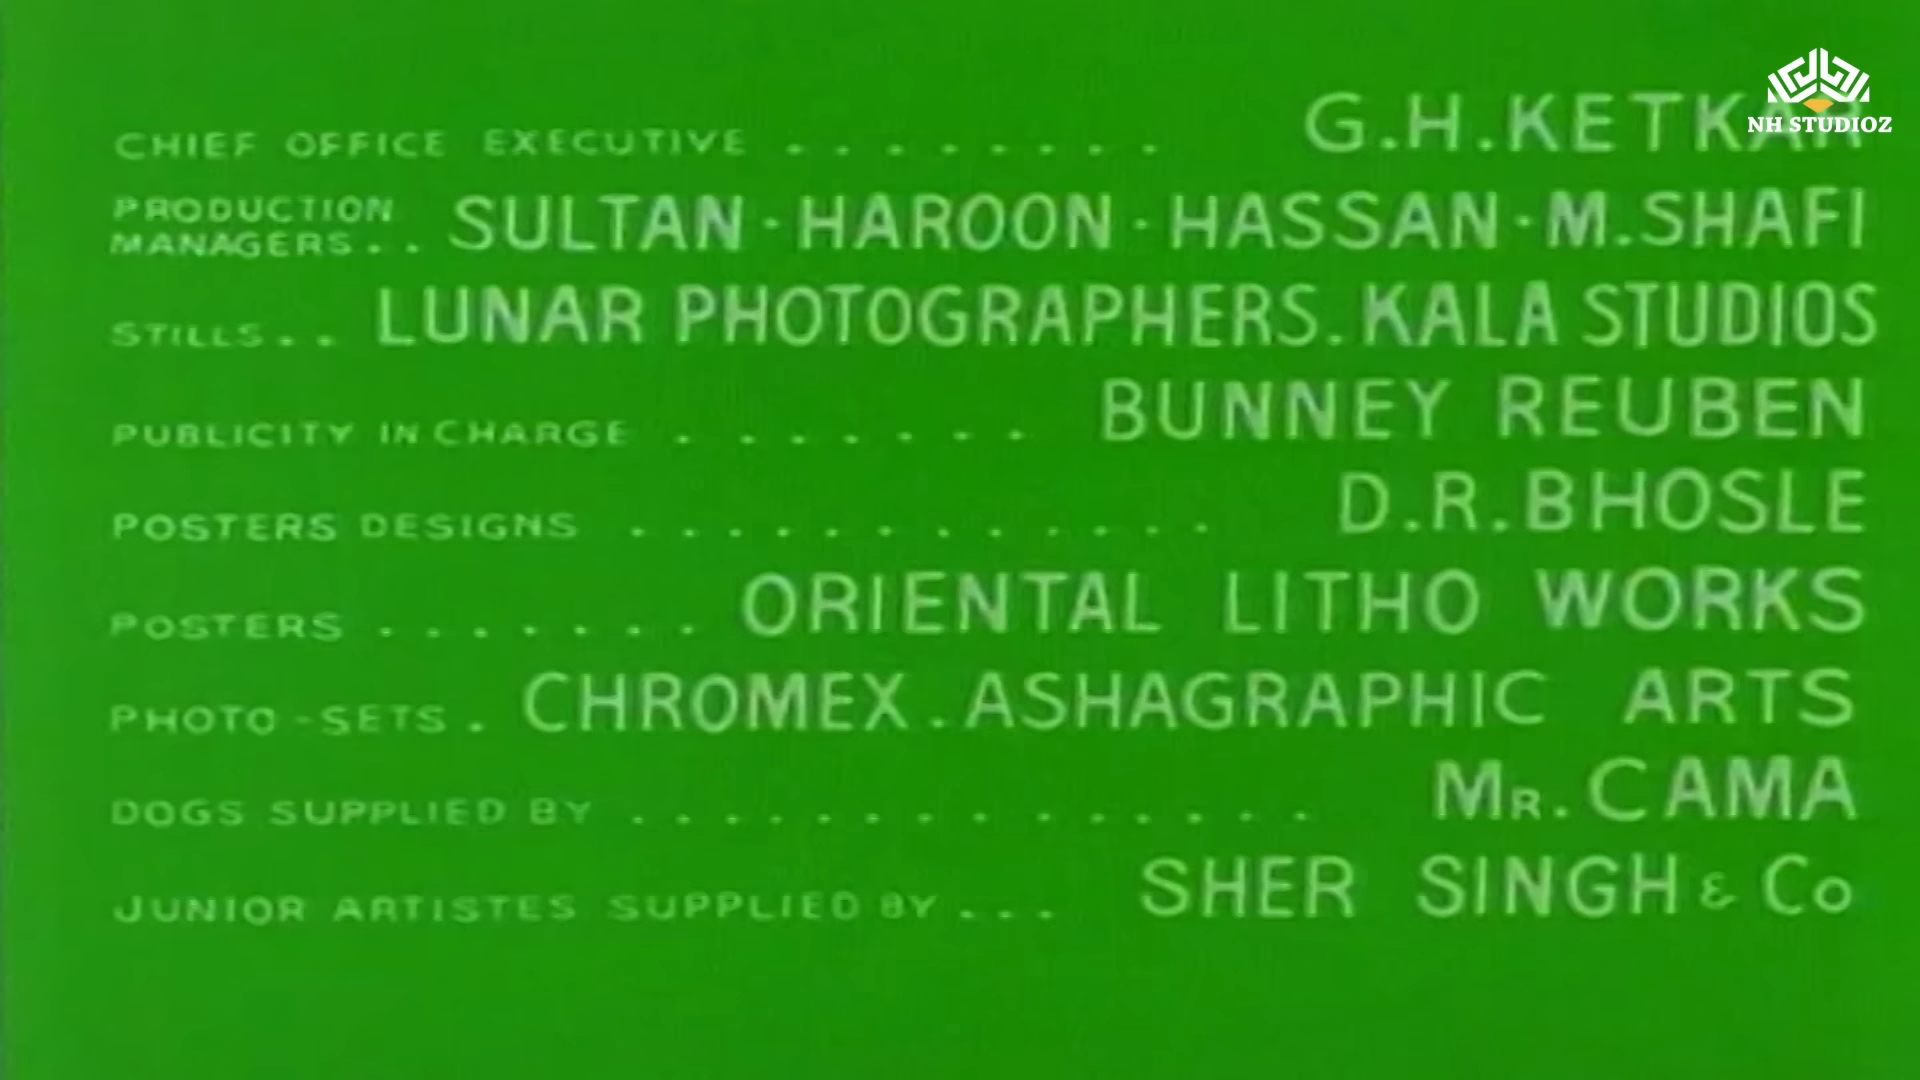 NH STUDIOZ
CHIEF OFFICE EXECUTIVE . . . . . . . . G.H.KETKAR
PRODUCTION
MANAGERS . . SULTAN · HAROON · HASSAN · M.SHAFI
STILLS . . LUNAR PHOTOGRAPHERS. KALA STUDIOS
PUBLICITY IN CHARGE . . . . . . . . BUNNEY REUBEN
POSTERS DESIGNS . . . . . . . . . . . . . D.R.BHOSLE
POSTERS . . . . . . . ORIENTAL LITHO WORKS
PHOTO-SETS . CHROMEX . ASHAGRAPHIC ARTS
DOGS SUPPLIED BY . . . . . . . . . . . . . . . MR. CAMA
JUNIOR ARTISTES SUPPLIED BY . . . SHER SINGH & Co